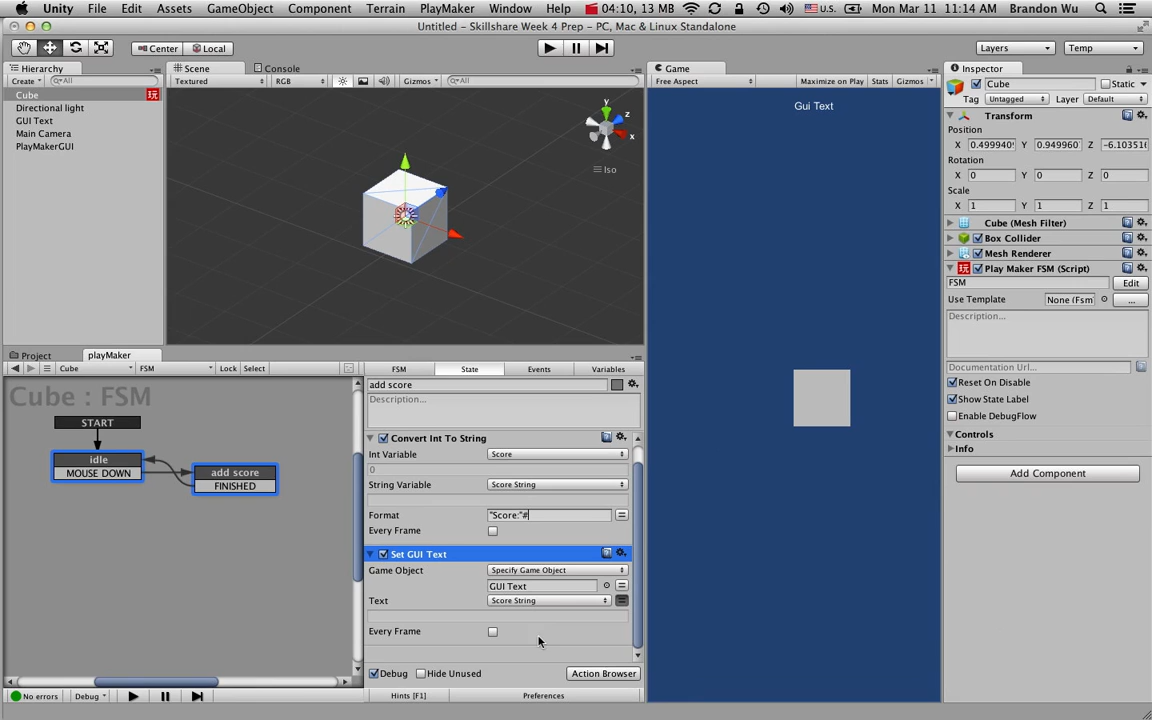 Unity File Edit Assets GameObject Component Terrain PlayMaker Window Help 04:10, 13 MB U.S. Mon Mar 11 11:14 AM Brandon Wu
Untitled – Skillshare Week 4 Prep – PC, Mac & Linux Standalone
Center Local Layers Temp
Hierarchy
Create All
Cube
Directional light
GUI Text
Main Camera
PlayMakerGUI
Scene Console
Textured RGB Gizmos All
y
z
x
Iso
Game
Free Aspect Maximize on Play Stats Gizmos
Gui Text
Inspector
Cube Static
Tag Untagged Layer Default
Transform
Position
X 0.499940 Y 0.949960 Z -6.103516
Rotation
X 0 Y 0 Z 0
Scale
X 1 Y 1 Z 1
Cube (Mesh Filter)
Box Collider
Mesh Renderer
Play Maker FSM (Script)
FSM Edit
Use Template None (Fsm ...
Description...
Documentation Url...
Reset On Disable
Show State Label
Enable DebugFlow
Controls
Info
Add Component
Project playMaker
Cube FSM Lock Select
Cube : FSM
START
idle
MOUSE DOWN
add score
FINISHED
No errors Debug
FSM State Events Variables
add score
Description...
Convert Int To String
Int Variable Score
0
String Variable Score String
Format "Score:"#
Every Frame
Set GUI Text
Game Object Specify Game Object
GUI Text
Text Score String
Every Frame
Debug Hide Unused Action Browser
Hints [F1] Preferences